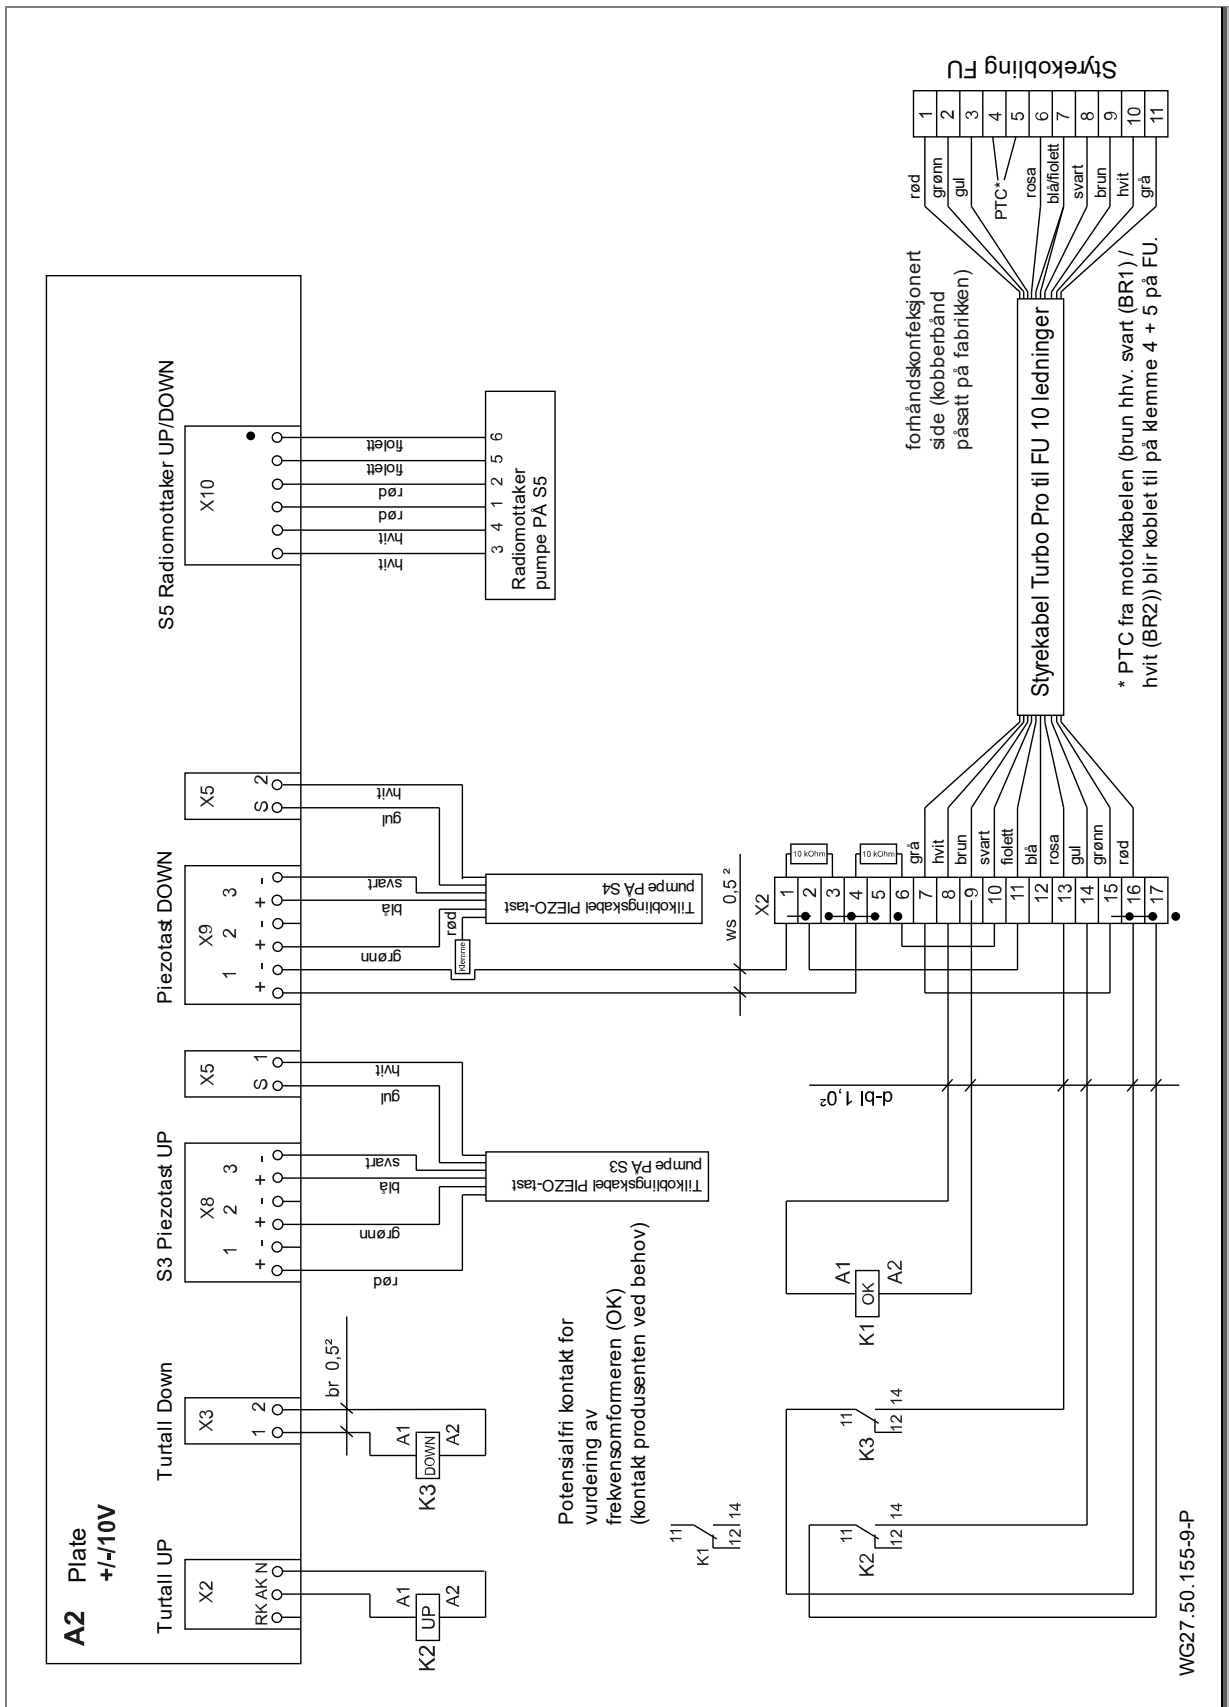 A2 Plate
+/-/10V
Turtall UP
X2
RK AK N
A1
K2 UP
A2
Turtall Down
X3
1 2
br 0,5²
A1
K3 DOWN
A2
S3 Piezotast UP
X8
1 2 3
+ - + - + -
rød
grønn
blå
svart
X5
S 1
gul
hvit
Tilkoblingskabel PIEZO-tast
pumpe PÅ S3
Piezotast DOWN
X9
1 2 3
+ - + - + -
grønn
rød
Klemme
blå
svart
X5
S 2
gul
hvit
Tilkoblingskabel PIEZO-tast
pumpe PÅ S4
S5 Radiomottaker UP/DOWN
X10
hvit
hvit
rød
rød
fiolett
fiolett
3 4 1 2 5 6
Radiomottaker
pumpe PÅ S5
Potensialfri kontakt for
vurdering av
frekvensomformeren (OK)
(kontakt produsenten ved behov)
11
K1
12 14
ws 0,5²
X2
10 kOhm
10 kOhm
1
2
3
4
5
6
7
8
9
10
11
12
13
14
15
16
17
grå
hvit
brun
svart
fiolett
blå
rosa
gul
grønn
rød
d-bl 1,0²
A1
K1 OK
A2
11
K3
12 14
11
K2
12 14
Styrekabel Turbo Pro til FU 10 ledninger
forhåndskonfeksjonert
side (kobberbånd
påsatt på fabrikken)
rød
grønn
gul
PTC*
rosa
blå/fiolett
svart
brun
hvit
grå
1
2
3
4
5
6
7
8
9
10
11
Styrekobling FU
* PTC fra motorkabelen (brun hhv. svart (BR1) /
hvit (BR2)) blir koblet til på klemme 4 + 5 på FU.
WG27.50.155-9-P